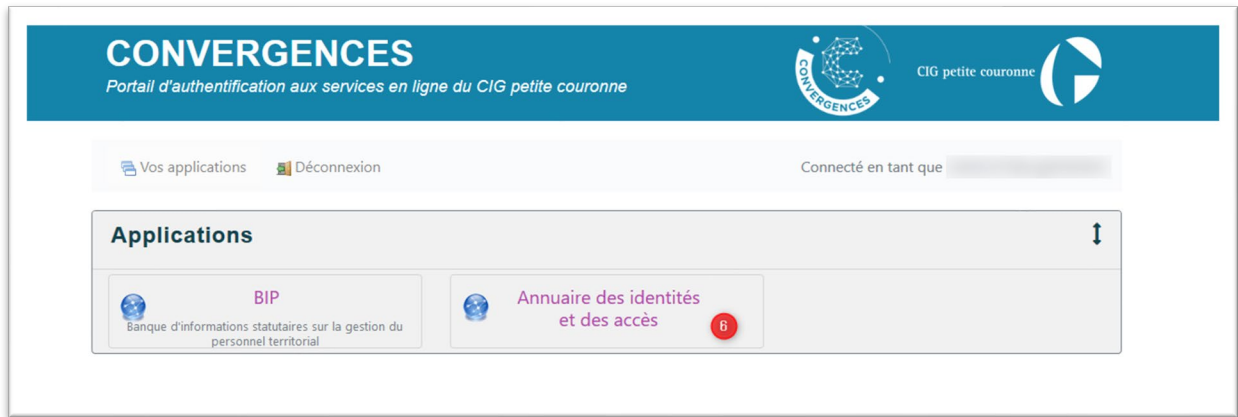 CONVERGENCES
Portail d'authentification aux services en ligne du CIG petite couronne
CONVERGENCES
CIG petite couronne
Vos applications
Déconnexion
Connecté en tant que
Applications
BIP
Banque d'informations statutaires sur la gestion du
personnel territorial
Annuaire des identités
et des accès
6